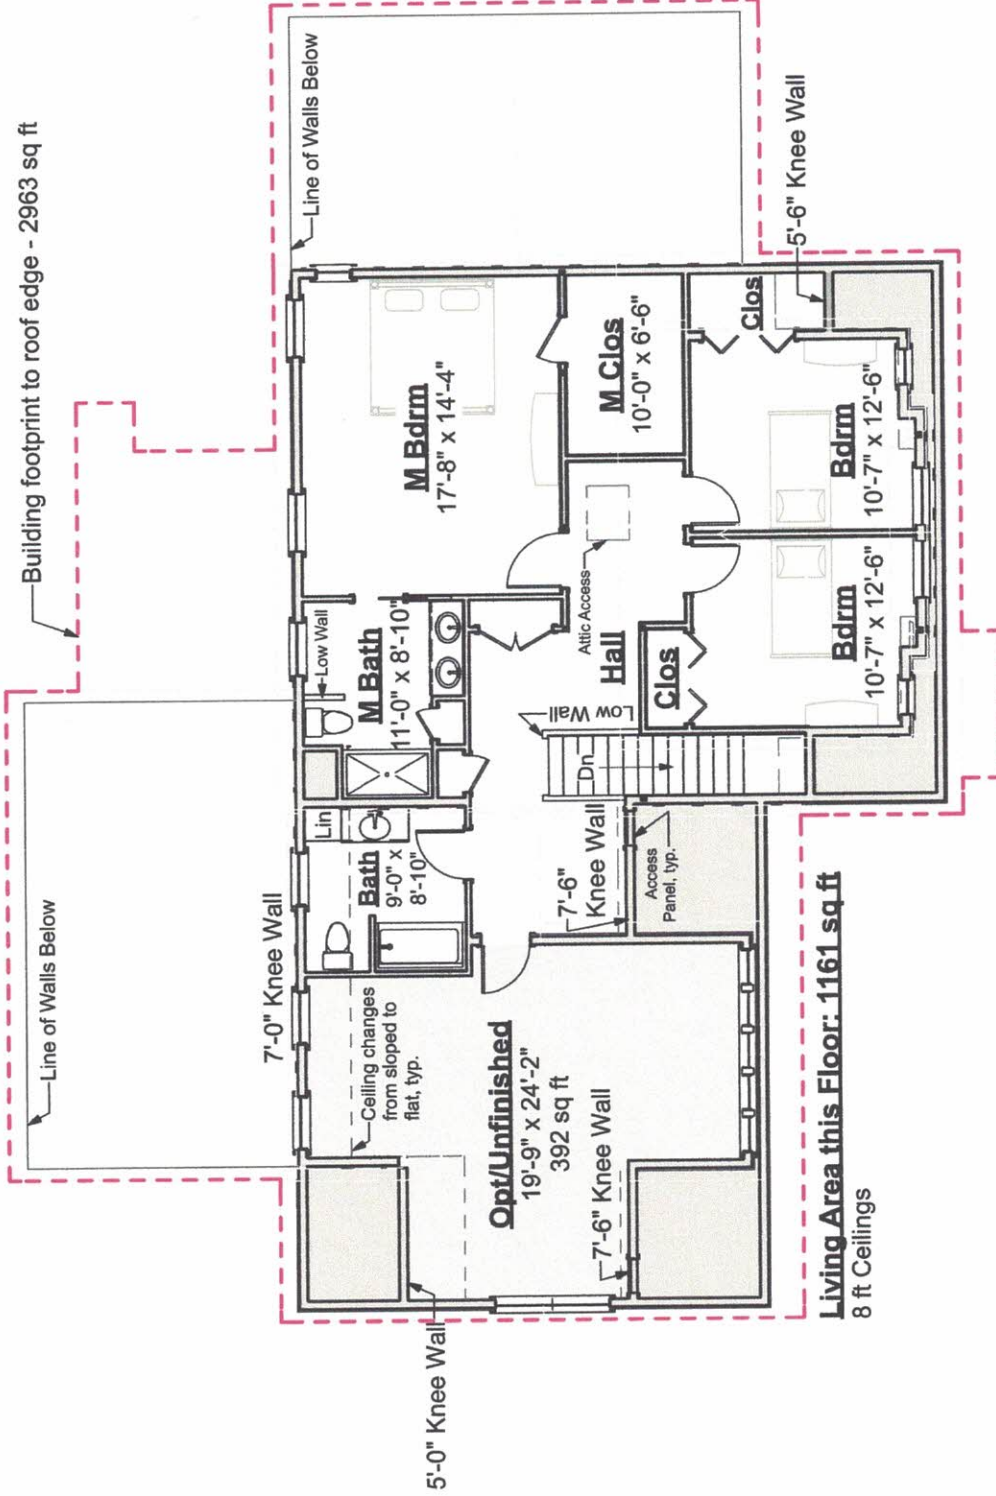 Building footprint to roof edge - 2963 sq ft
Line of Walls Below
Line of Walls Below
7'-0" Knee Wall
5'-0" Knee Wall
Ceiling changes
from sloped to
flat, typ.
Opt/Unfinished
19'-9" x 24'-2"
392 sq ft
7'-6" Knee Wall
Lin
Bath
9'-0" x
8'-10"
7'-6"
Knee Wall
Access
Panel, typ.
Low Wall
M Bath
11'-0" x 8'-10"
M Bdrm
17'-8" x 14'-4"
M Clos
10'-0" x 6'-6"
Attic Access
Hall
Low Wall
Dn
Clos
Clos
Bdrm
10'-7" x 12'-6"
Bdrm
10'-7" x 12'-6"
5'-6" Knee Wall
Living Area this Floor: 1161 sq ft
8 ft Ceilings